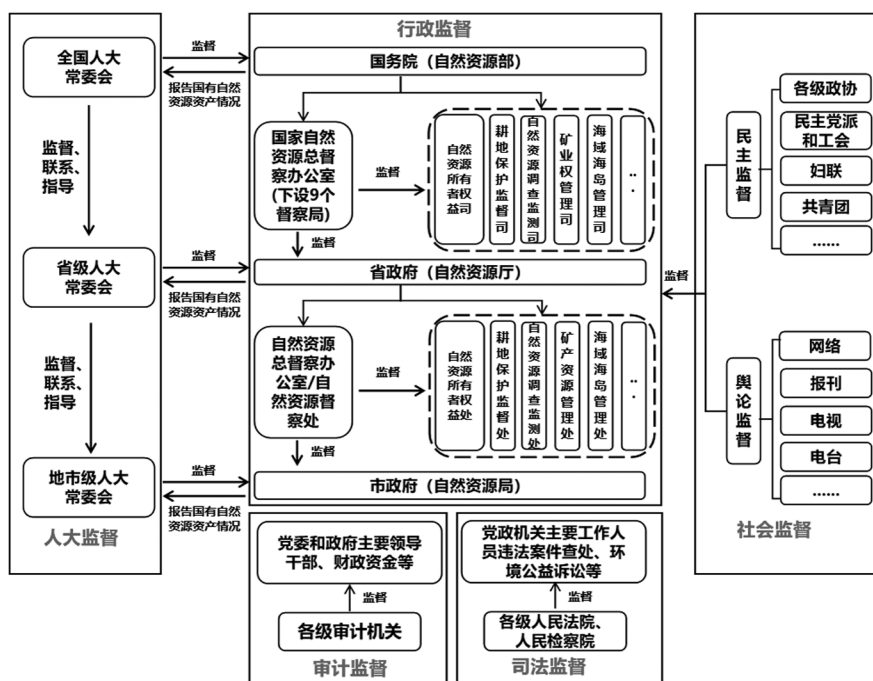 全国人大
常委会
监督、
联系、
指导
省级人大
常委会
监督、
联系、
指导
地市级人大
常委会
人大监督
监督
报告国有自然
资源资产情况
监督
报告国有自然
资源资产情况
监督
报告国有自然
资源资产情况
行政监督
国务院（自然资源部）
国家自然
资源总督
察办公室
(下设9个
督察局)
监督
自然资源所有者权益司
耕地保护监督司
自然资源调查监测司
矿业权管理司
海域海岛管理司
...
监督
省政府（自然资源厅）
自然资源
总督察办
公室/自
然资源督
察处
监督
自然资源所有者权益处
耕地保护监督处
自然资源调查监测处
矿产资源管理处
海域海岛管理处
...
监督
市政府（自然资源局）
党委和政府主要领导
干部、财政资金等
监督
各级审计机关
审计监督
党政机关主要工作人
员违法案件查处、环
境公益诉讼等
监督
各级人民法院、
人民检察院
司法监督
监督
民主监督
各级政协
民主党派
和工会
妇联
共青团
......
舆论监督
网络
报刊
电视
电台
......
社会监督